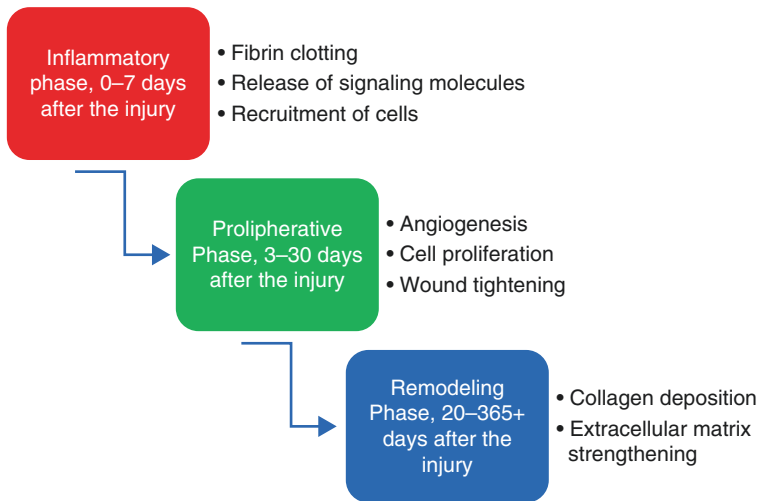 Inflammatory
phase, 0–7 days
after the injury
• Fibrin clotting
• Release of signaling molecules
• Recruitment of cells
Prolipherative
Phase, 3–30 days
after the injury
• Angiogenesis
• Cell proliferation
• Wound tightening
Remodeling
Phase, 20–365+
days after the
injury
• Collagen deposition
• Extracellular matrix
strengthening